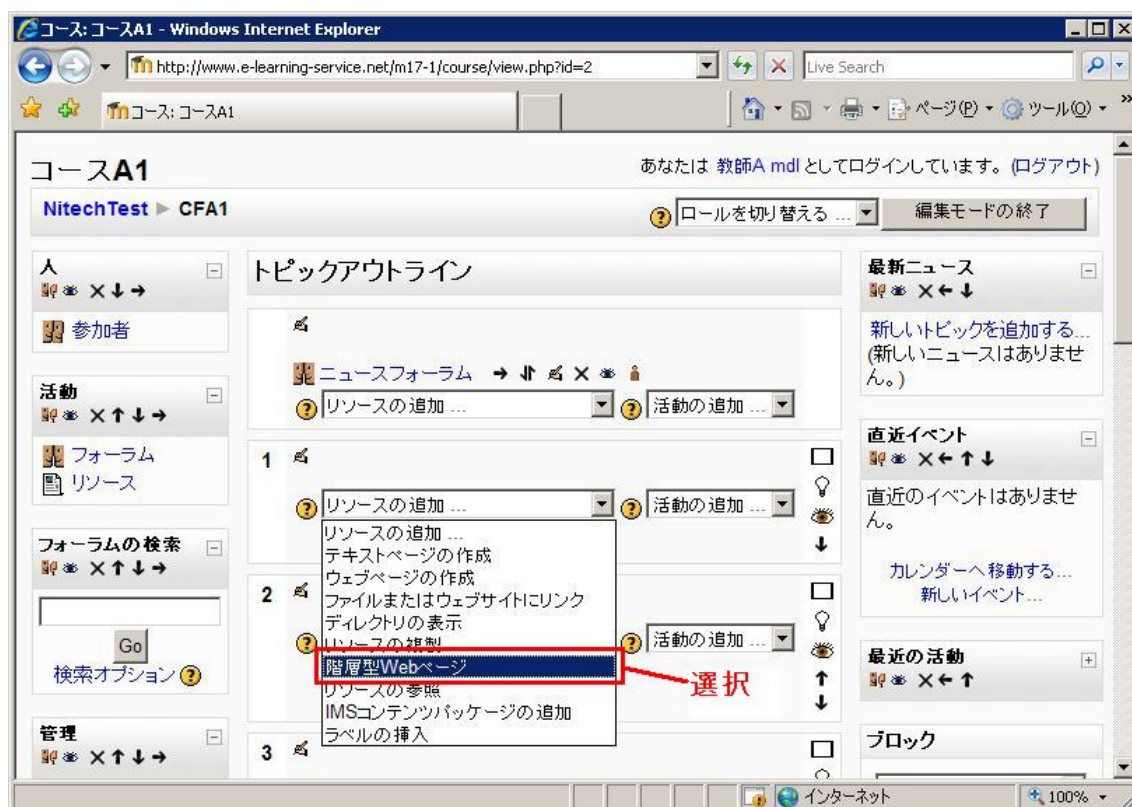 コース: コースA1 - Windows Internet Explorer
http://www.e-learning-service.net/m17-1/course/view.php?id=2
Live Search
コース: コースA1
ページ(P)
ツール(O)
コースA1
あなたは 教師A mdl としてログインしています。 (ログアウト)
NitechTest ► CFA1
ロールを切り替える ...
編集モードの終了
人
参加者
活動
フォーラム
リソース
フォーラムの検索
Go
検索オプション
管理
トピックアウトライン
ニュースフォーラム
リソースの追加 ...
活動の追加 ...
1
リソースの追加 ...
活動の追加 ...
リソースの追加 ...
テキストページの作成
ウェブページの作成
ファイルまたはウェブサイトにリンク
ディレクトリの表示
リソースの複製
階層型Webページ
リソースの参照
IMSコンテンツパッケージの追加
ラベルの挿入
選択
2
活動の追加 ...
3
最新ニュース
新しいトピックを追加する...
(新しいニュースはありませ
ん。)
直近イベント
直近のイベントはありませ
ん。
カレンダーへ移動する...
新しいイベント...
最近の活動
ブロック
インターネット
100%